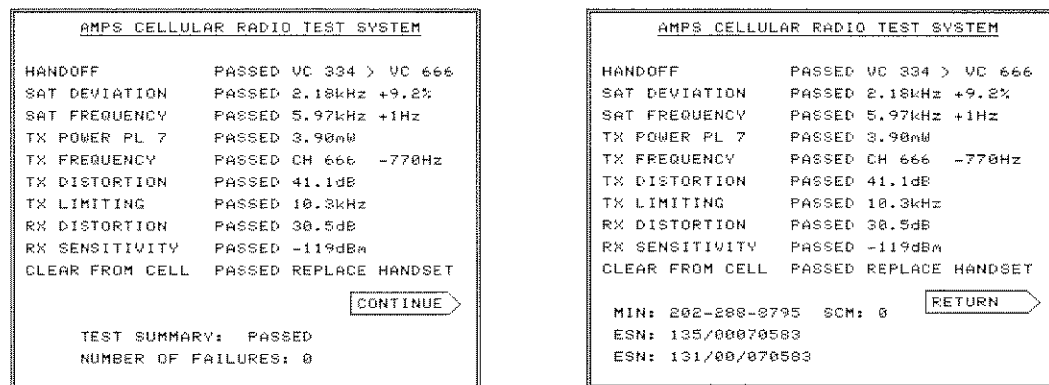 AMPS CELLULAR RADIO TEST SYSTEM
HANDOFF PASSED VC 334 > VC 666
SAT DEVIATION PASSED 2.18kHz +9.2%
SAT FREQUENCY PASSED 5.97kHz +1Hz
TX POWER PL 7 PASSED 3.90mW
TX FREQUENCY PASSED CH 666 -770Hz
TX DISTORTION PASSED 41.1dB
TX LIMITING PASSED 10.3kHz
RX DISTORTION PASSED 30.5dB
RX SENSITIVITY PASSED -119dBm
CLEAR FROM CELL PASSED REPLACE HANDSET
CONTINUE
TEST SUMMARY: PASSED
NUMBER OF FAILURES: 0
AMPS CELLULAR RADIO TEST SYSTEM
HANDOFF PASSED VC 334 > VC 666
SAT DEVIATION PASSED 2.18kHz +9.2%
SAT FREQUENCY PASSED 5.97kHz +1Hz
TX POWER PL 7 PASSED 3.90mW
TX FREQUENCY PASSED CH 666 -770Hz
TX DISTORTION PASSED 41.1dB
TX LIMITING PASSED 10.3kHz
RX DISTORTION PASSED 30.5dB
RX SENSITIVITY PASSED -119dBm
CLEAR FROM CELL PASSED REPLACE HANDSET
RETURN
MIN: 202-288-8795 SCM: 0
ESN: 135/00070583
ESN: 131/00/070583